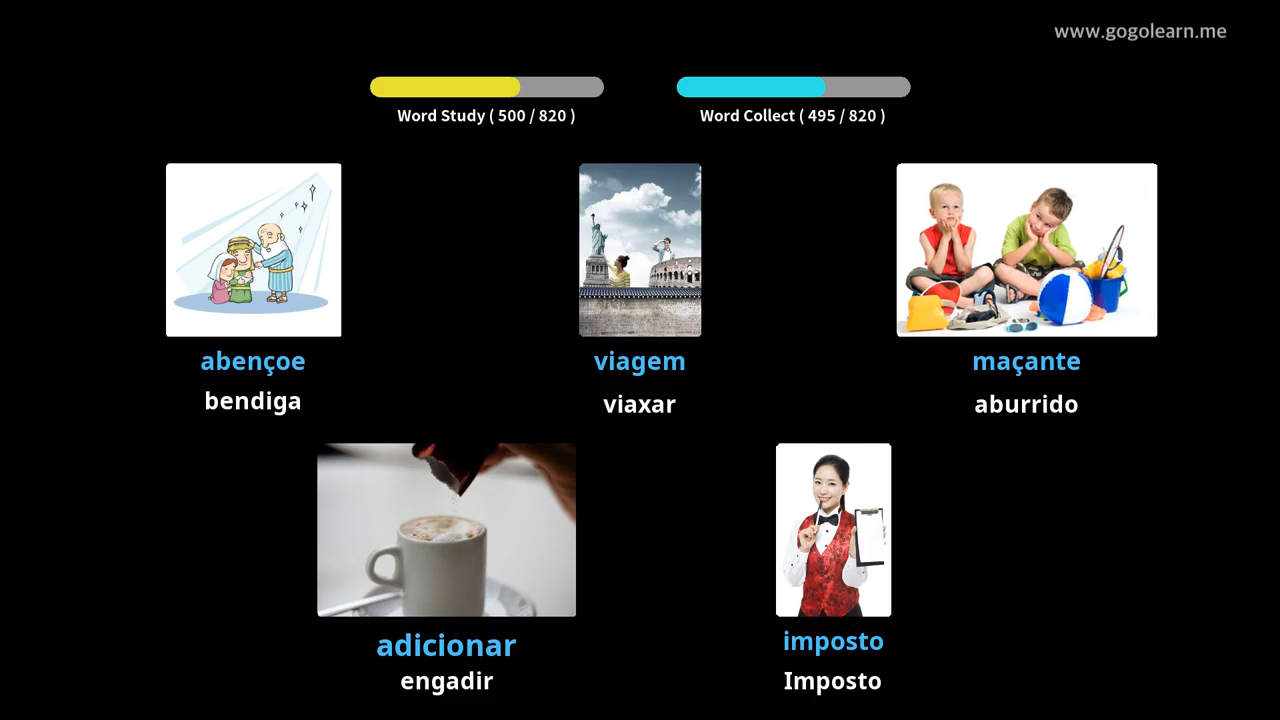 www.gogolearn.me
Word Study ( 500 / 820 )
Word Collect ( 495 / 820 )
abençoe
bendiga
viagem
viaxar
maçante
aburrido
adicionar
engadir
imposto
Imposto